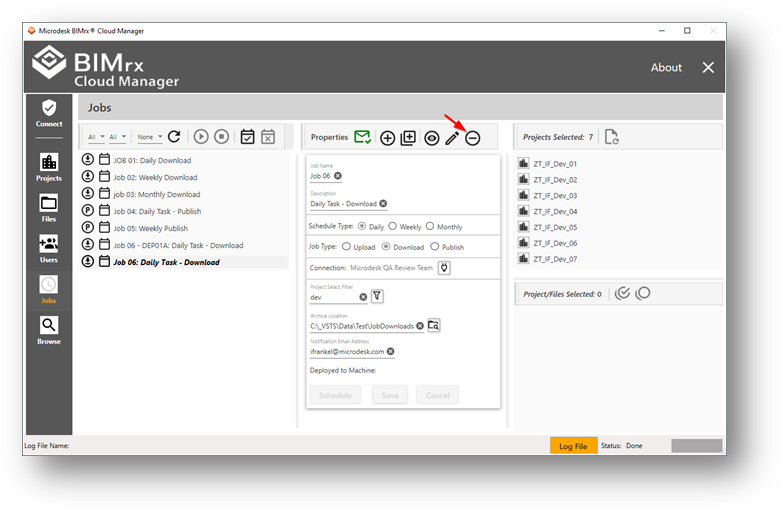 Microdesk BIMrx® Cloud Manager
BIMrx
Cloud Manager
About
Connect
Projects
Files
Users
Jobs
Browse
Jobs
All All None
JOB 01: Daily Download
Job 02: Weekly Download
job 03: Monthly Download
Job 04: Daily Task - Publish
Job 05: Weekly Publish
Job 06 - DEP01A: Daily Task - Download
Job 06: Daily Task - Download
Properties
Job Name
Job 06
Description
Daily Task - Download
Schedule Type: Daily Weekly Monthly
Job Type: Upload Download Publish
Connection: Microdesk QA Review Team
Project Select Filter
dev
Archive Location
C:\_VSTS\Data\Test\JobDownloads
Notification Email Address
ifrankel@microdesk.com
Deployed to Machine:
Schedule Save Cancel
Projects Selected: 7
ZT_IF_Dev_01
ZT_IF_Dev_02
ZT_IF_Dev_03
ZT_IF_Dev_04
ZT_IF_Dev_05
ZT_IF_Dev_06
ZT_IF_Dev_07
Project/Files Selected: 0
Log File Name:
Log File
Status: Done